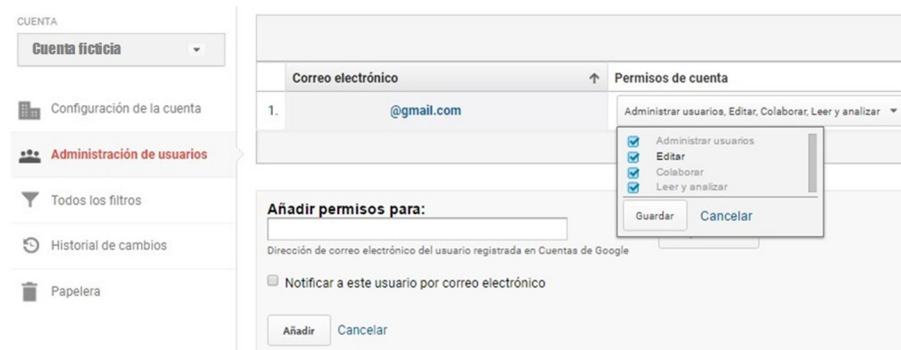 CUENTA
Cuenta ficticia
Configuración de la cuenta
Administración de usuarios
Todos los filtros
Historial de cambios
Papelera
Correo electrónico
Permisos de cuenta
1.
@gmail.com
Administrar usuarios, Editar, Colaborar, Leer y analizar
Administrar usuarios
Editar
Colaborar
Leer y analizar
Guardar
Cancelar
Añadir permisos para:
Dirección de correo electrónico del usuario registrada en Cuentas de Google
Notificar a este usuario por correo electrónico
Añadir
Cancelar